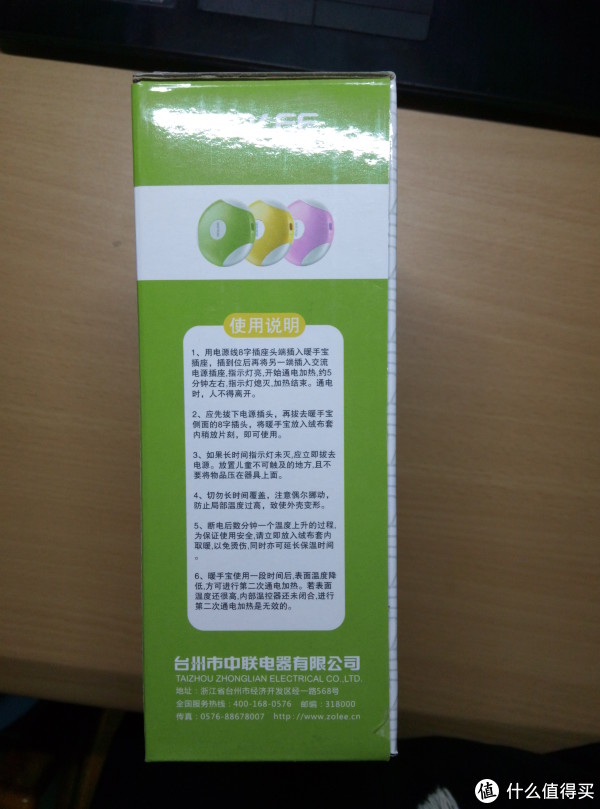 使用说明
1、用电源线8字插座头端插入暖手宝
插座，插到位后再将另一端插入交流
电源插座,指示灯亮,开始通电加热,约5
分钟左右,指示灯熄灭,加热结束。通电
时，人不得离开。
2、应先拔下电源插头，再拔去暖手宝
侧面的8字插头，将暖手宝放入绒布套
内稍放片刻，即可使用。
3、如果长时间指示灯未灭,应立即拔去
电源。放置儿童不可触及的地方,且不
要将物品压在器具上面。
4、切勿长时间覆盖，注意偶尔挪动，
防止局部温度过高，致使外壳变形。
5、断电后数分钟一个温度上升的过程,
为保证使用安全,请立即放入绒布套内
取暖,以免烫伤,同时亦可延长保温时间
。
6、暖手宝使用一段时间后,表面温度降
低,方可进行第二次通电加热。若表面
温度还很高,内部温控器还未闭合,进行
第二次通电加热是无效的。
台州市中联电器有限公司
TAIZHOU ZHONGLIAN ELECTRICAL CO.,LTD.
地址：浙江省台州市经济开发区经一路568号
全国服务热线：400-168-0576 邮编：318000
传真：0576-88678007 http://www.zolee.cn
值 什么值得买